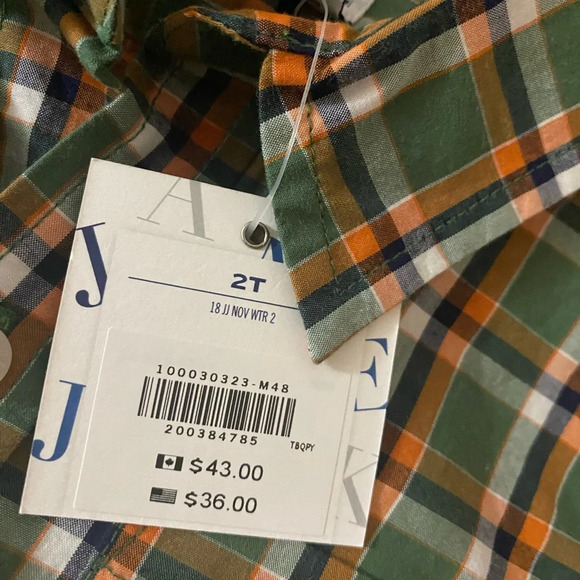 A
y
J
E
K
2T
18 JJ NOV WTR 2
100030323-M48
200384785
TBQPY
$43.00
$36.00